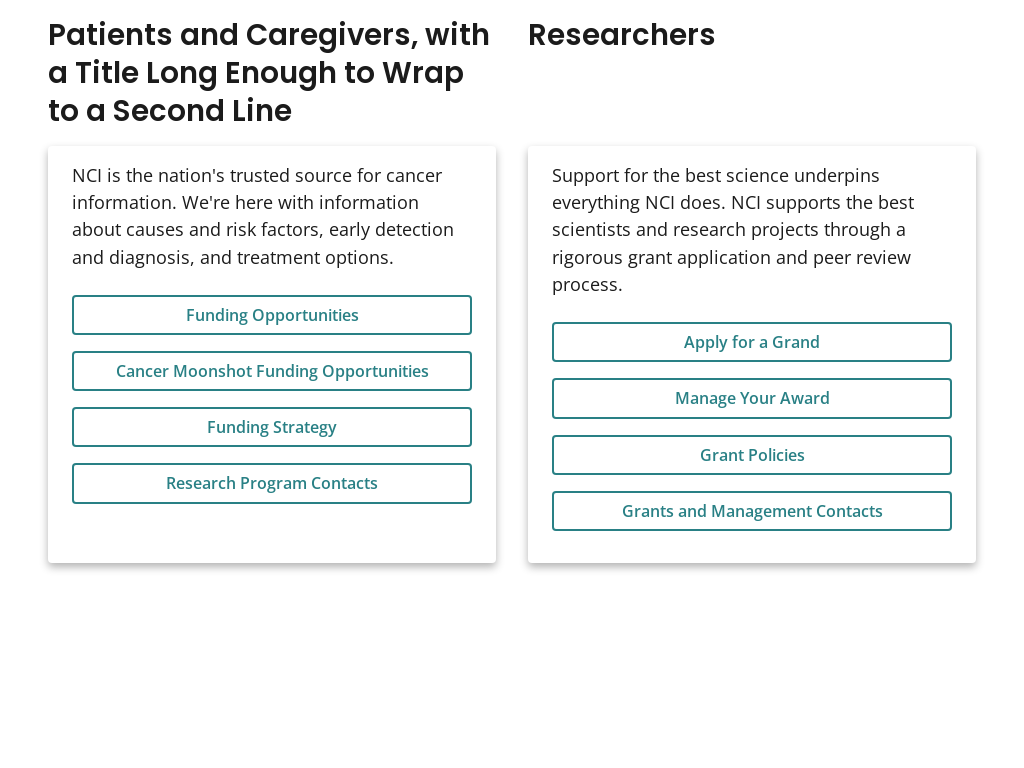 Patients and Caregivers, with
a Title Long Enough to Wrap
to a Second Line
NCI is the nation's trusted source for cancer
information. We're here with information
about causes and risk factors, early detection
and diagnosis, and treatment options.
Funding Opportunities
Cancer Moonshot Funding Opportunities
Funding Strategy
Research Program Contacts
Researchers
Support for the best science underpins
everything NCI does. NCI supports the best
scientists and research projects through a
rigorous grant application and peer review
process.
Apply for a Grand
Manage Your Award
Grant Policies
Grants and Management Contacts